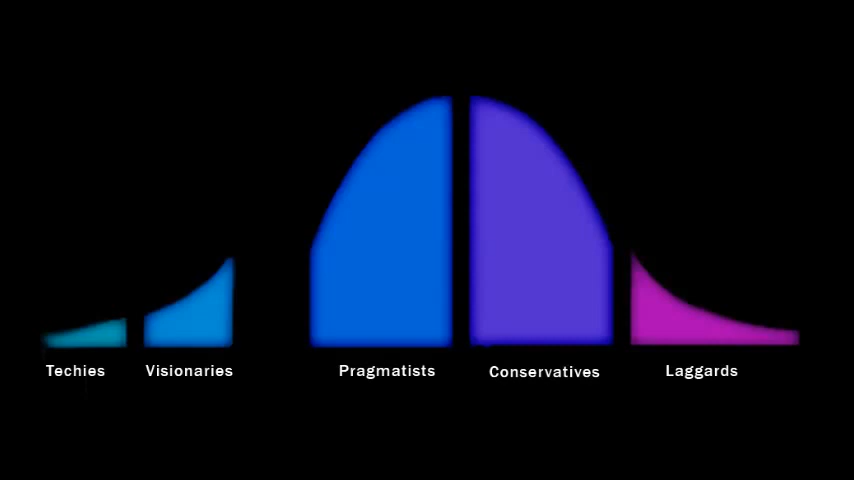 Techies
Visionaries
Pragmatists
Conservatives
Laggards